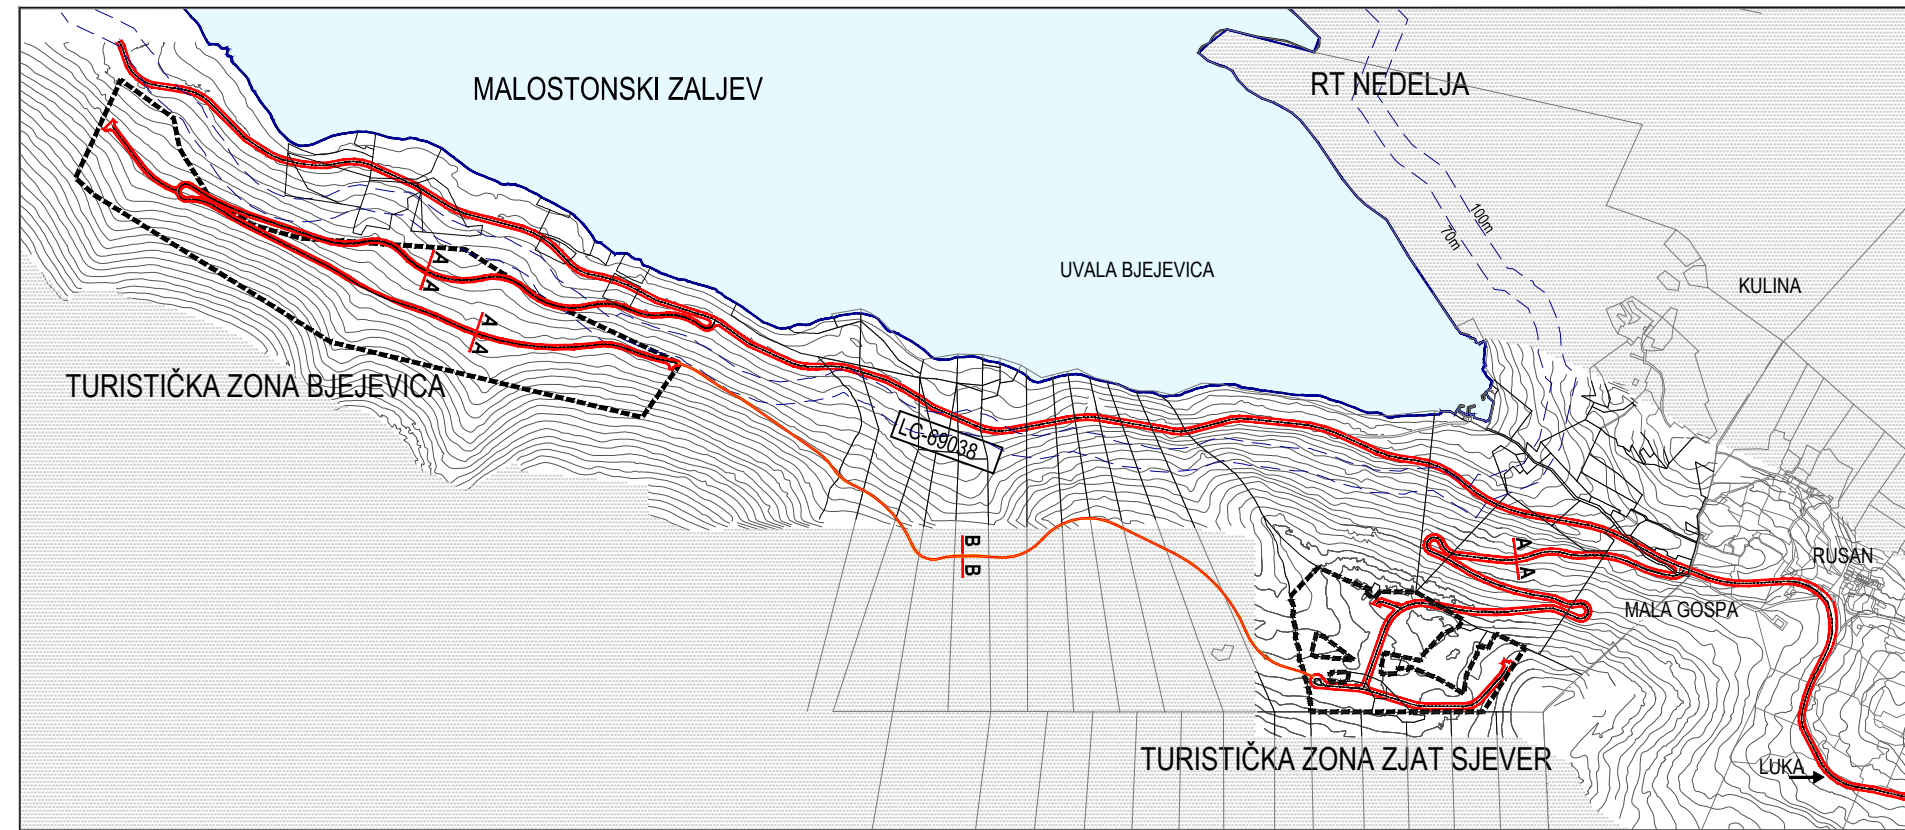 MALOSTONSKI ZALJEV
RT NEDELJA
100m
70m
UVALA BJEJEVICA
KULINA
A
A
A
A
TURISTIČKA ZONA BJEJEVICA
LC-69038
B
B
A
A
RUSAN
MALA GOSPA
TURISTIČKA ZONA ZJAT SJEVER
LUKA